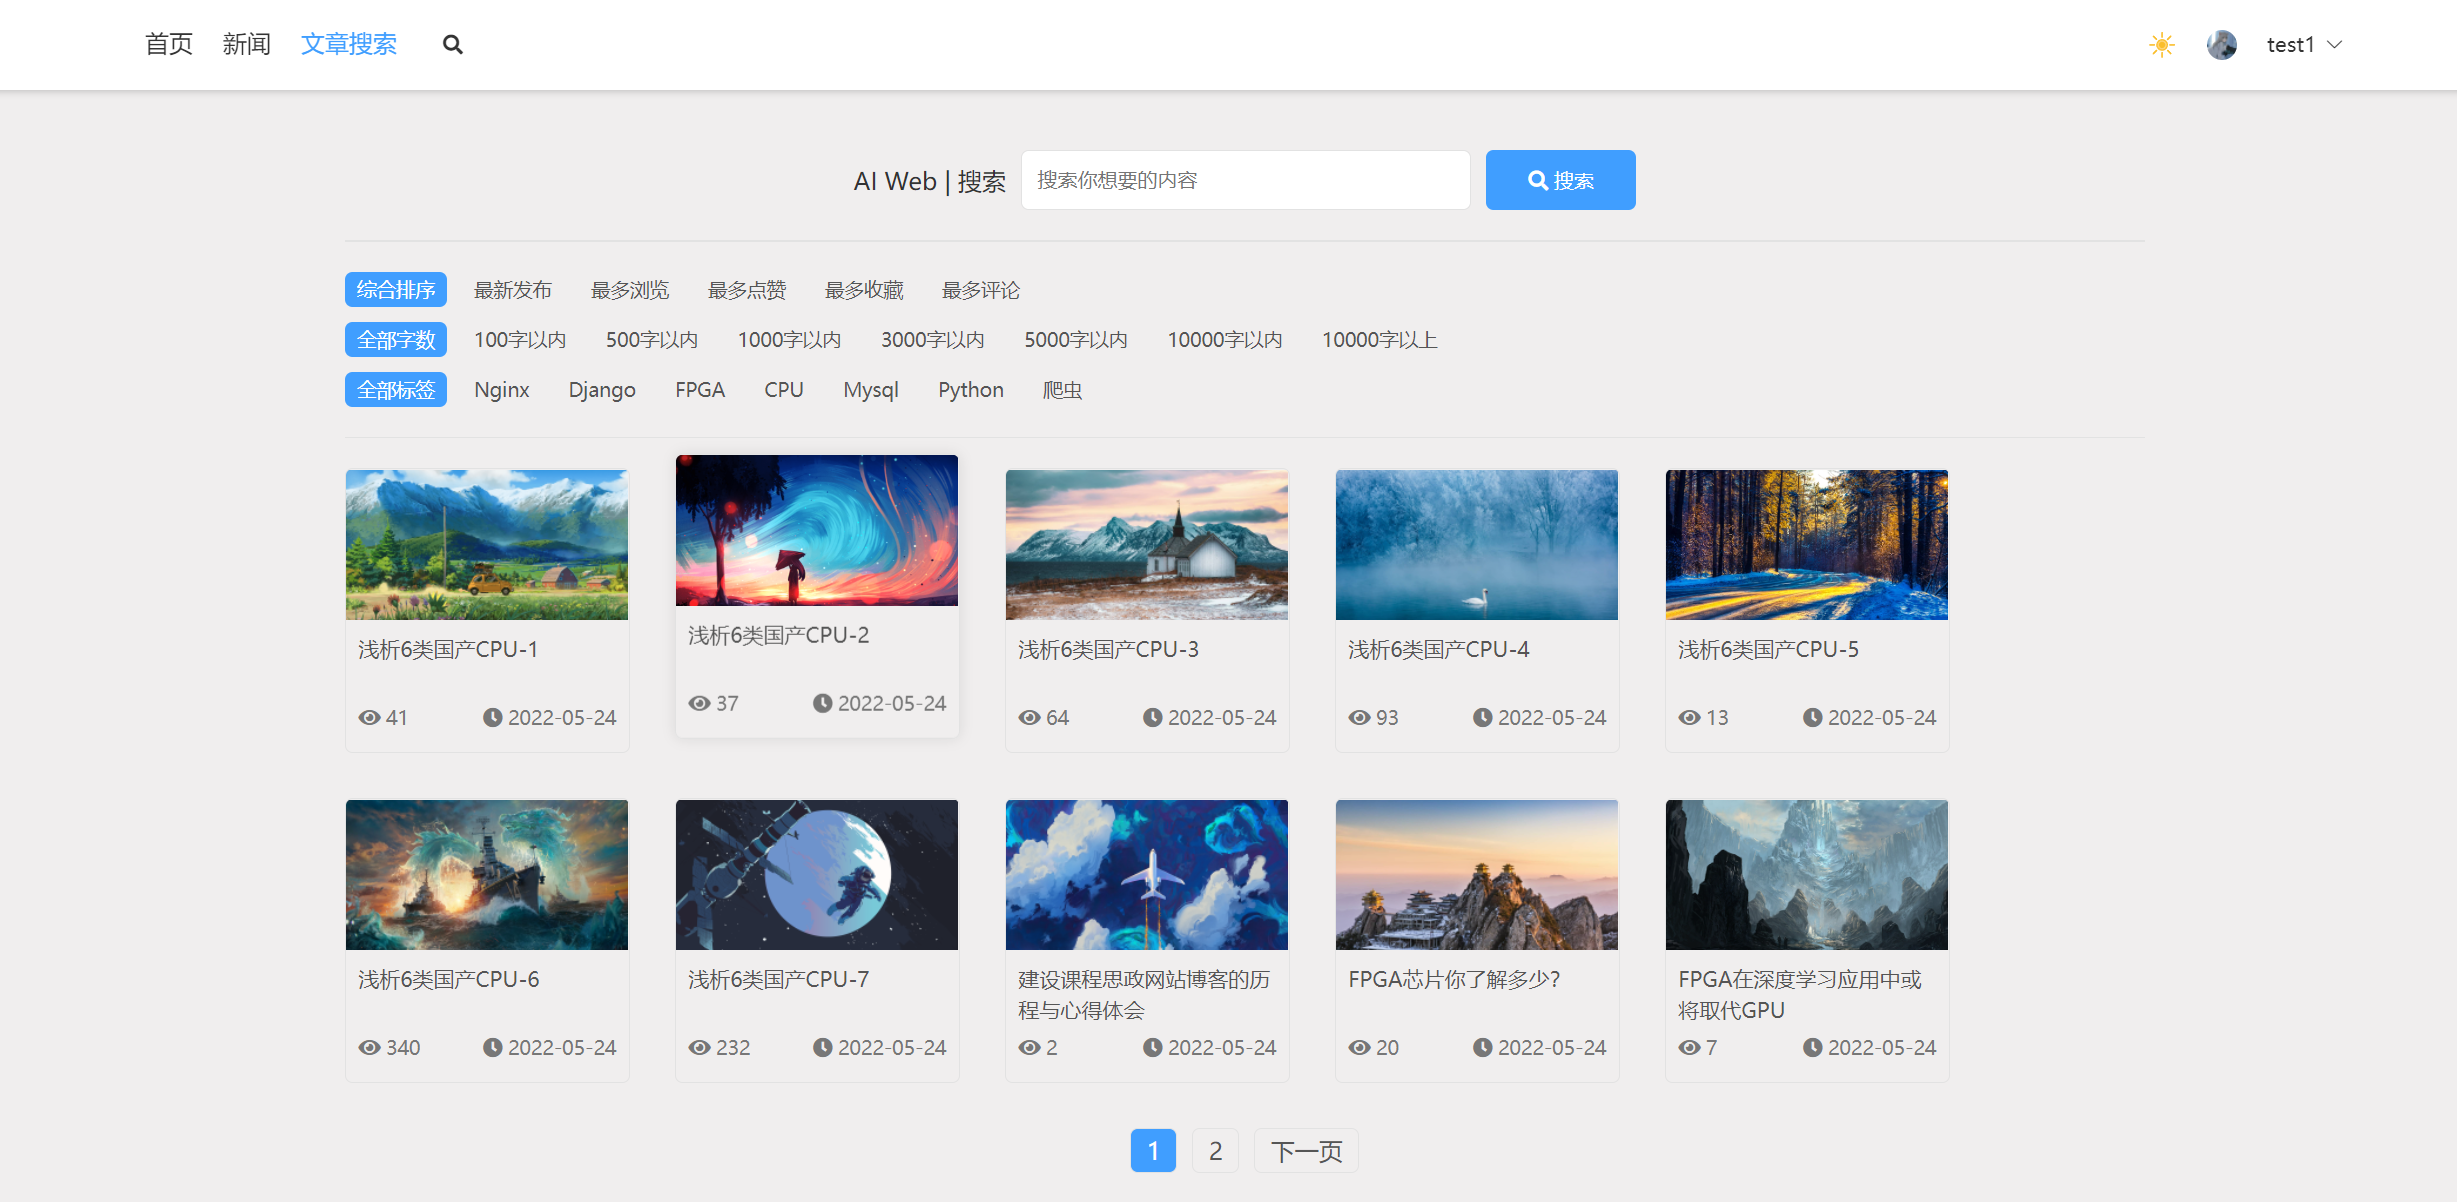 首页 新闻 文章搜索 test1
AI Web | 搜索 搜索你想要的内容 搜索
综合排序 最新发布 最多浏览 最多点赞 最多收藏 最多评论
全部字数 100字以内 500字以内 1000字以内 3000字以内 5000字以内 10000字以内 10000字以上
全部标签 Nginx Django FPGA CPU Mysql Python 爬虫
浅析6类国产CPU-1
41 2022-05-24
浅析6类国产CPU-2
37 2022-05-24
浅析6类国产CPU-3
64 2022-05-24
浅析6类国产CPU-4
93 2022-05-24
浅析6类国产CPU-5
13 2022-05-24
浅析6类国产CPU-6
340 2022-05-24
浅析6类国产CPU-7
232 2022-05-24
建设课程思政网站博客的历
程与心得体会
2 2022-05-24
FPGA芯片你了解多少?
20 2022-05-24
FPGA在深度学习应用中或
将取代GPU
7 2022-05-24
1 2 下一页